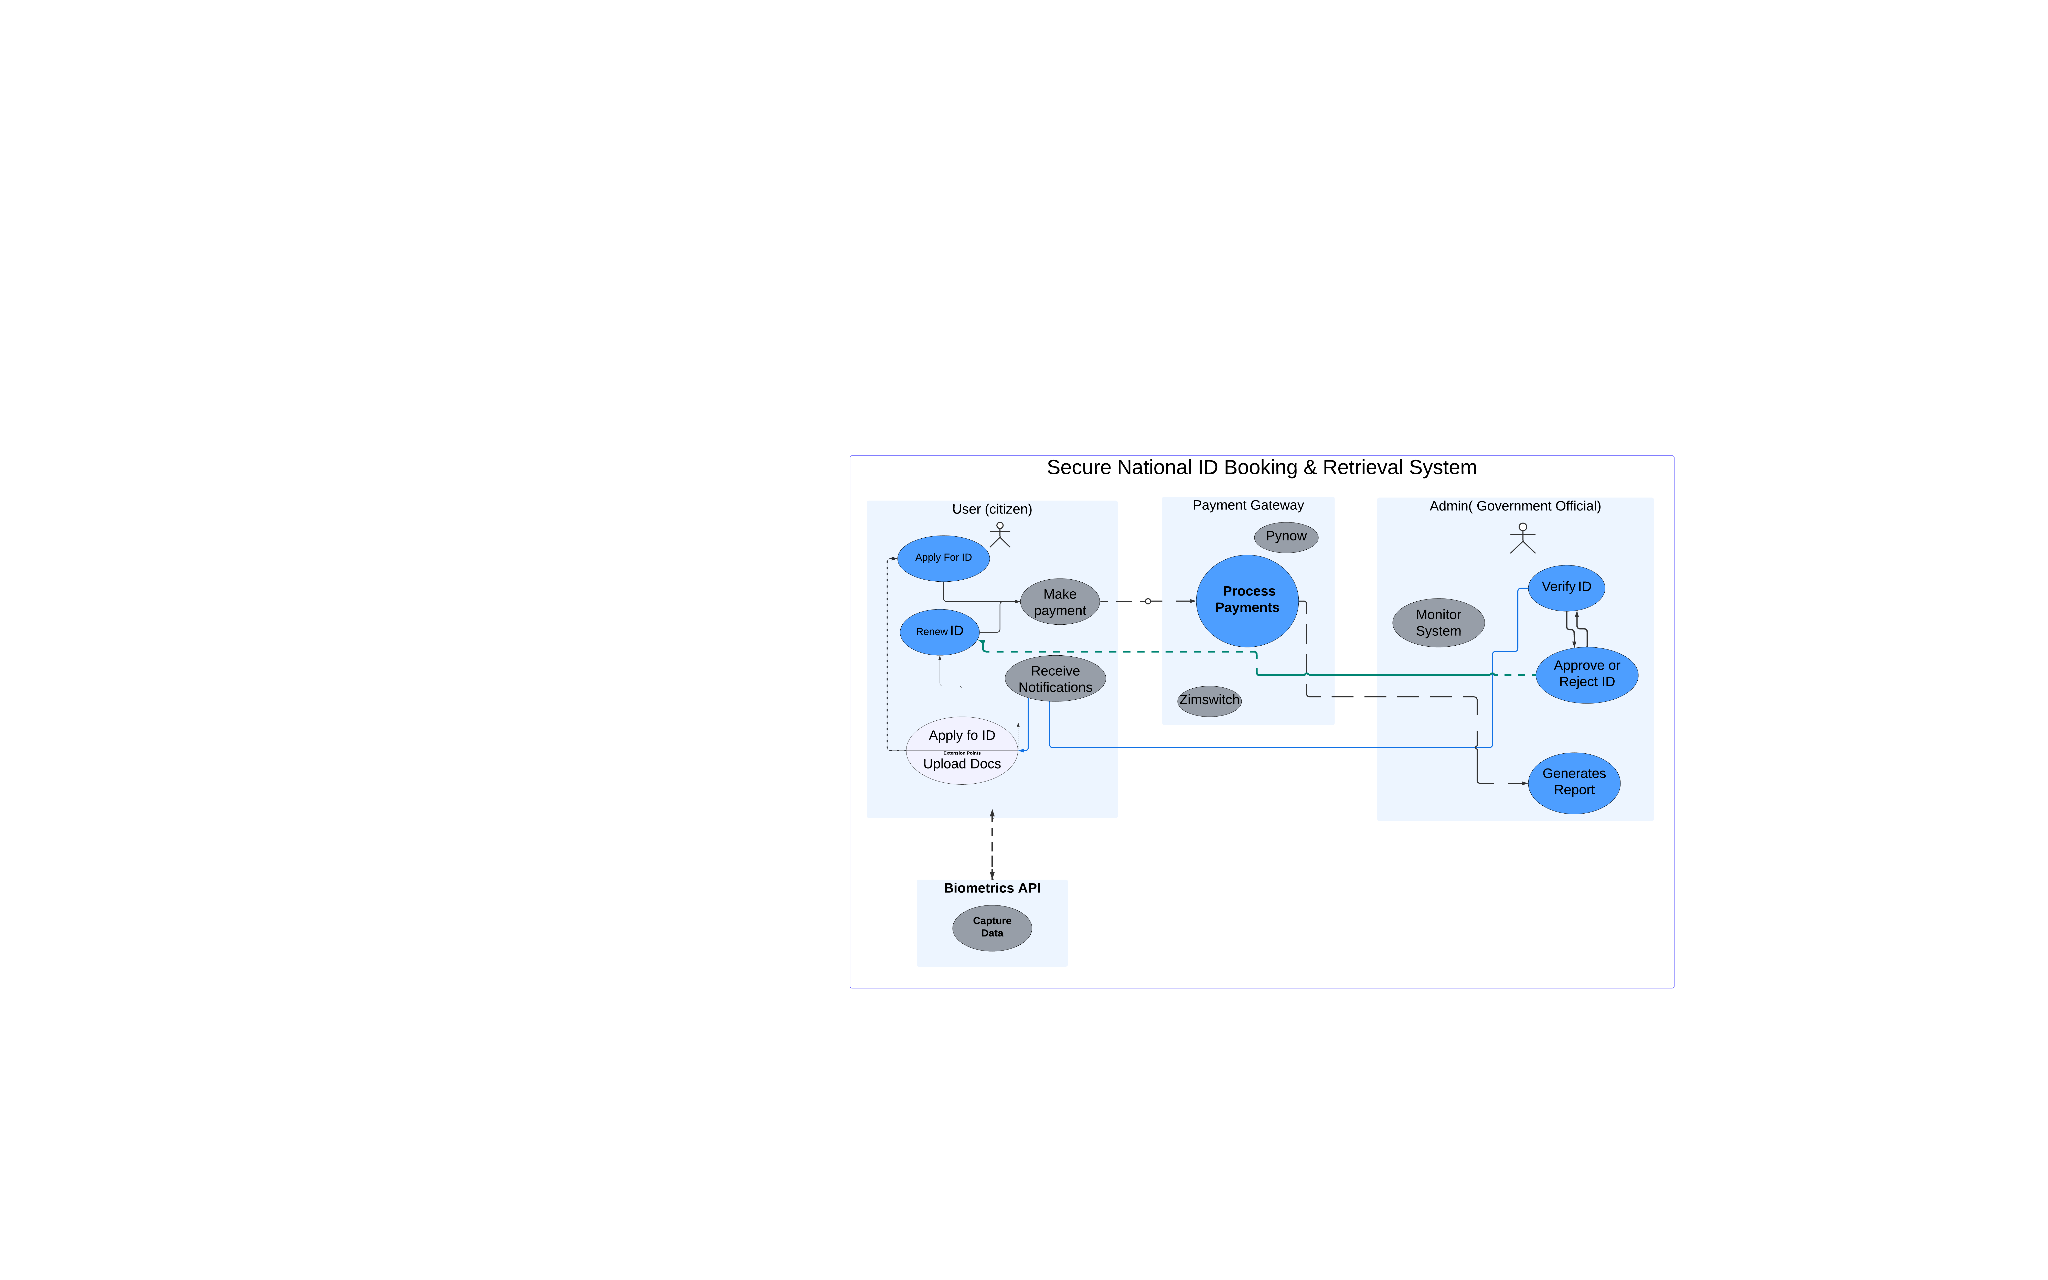 Secure National ID Booking & Retrieval System
User (citizen)
Apply For ID
Make
payment
Renew ID
Receive
Notifications
Apply fo ID
Extension Points
Upload Docs
Payment Gateway
Pynow
Process
Payments
Zimswitch
Admin( Government Official)
Verify ID
Monitor
System
Approve or
Reject ID
Generates
Report
Biometrics API
Capture
Data